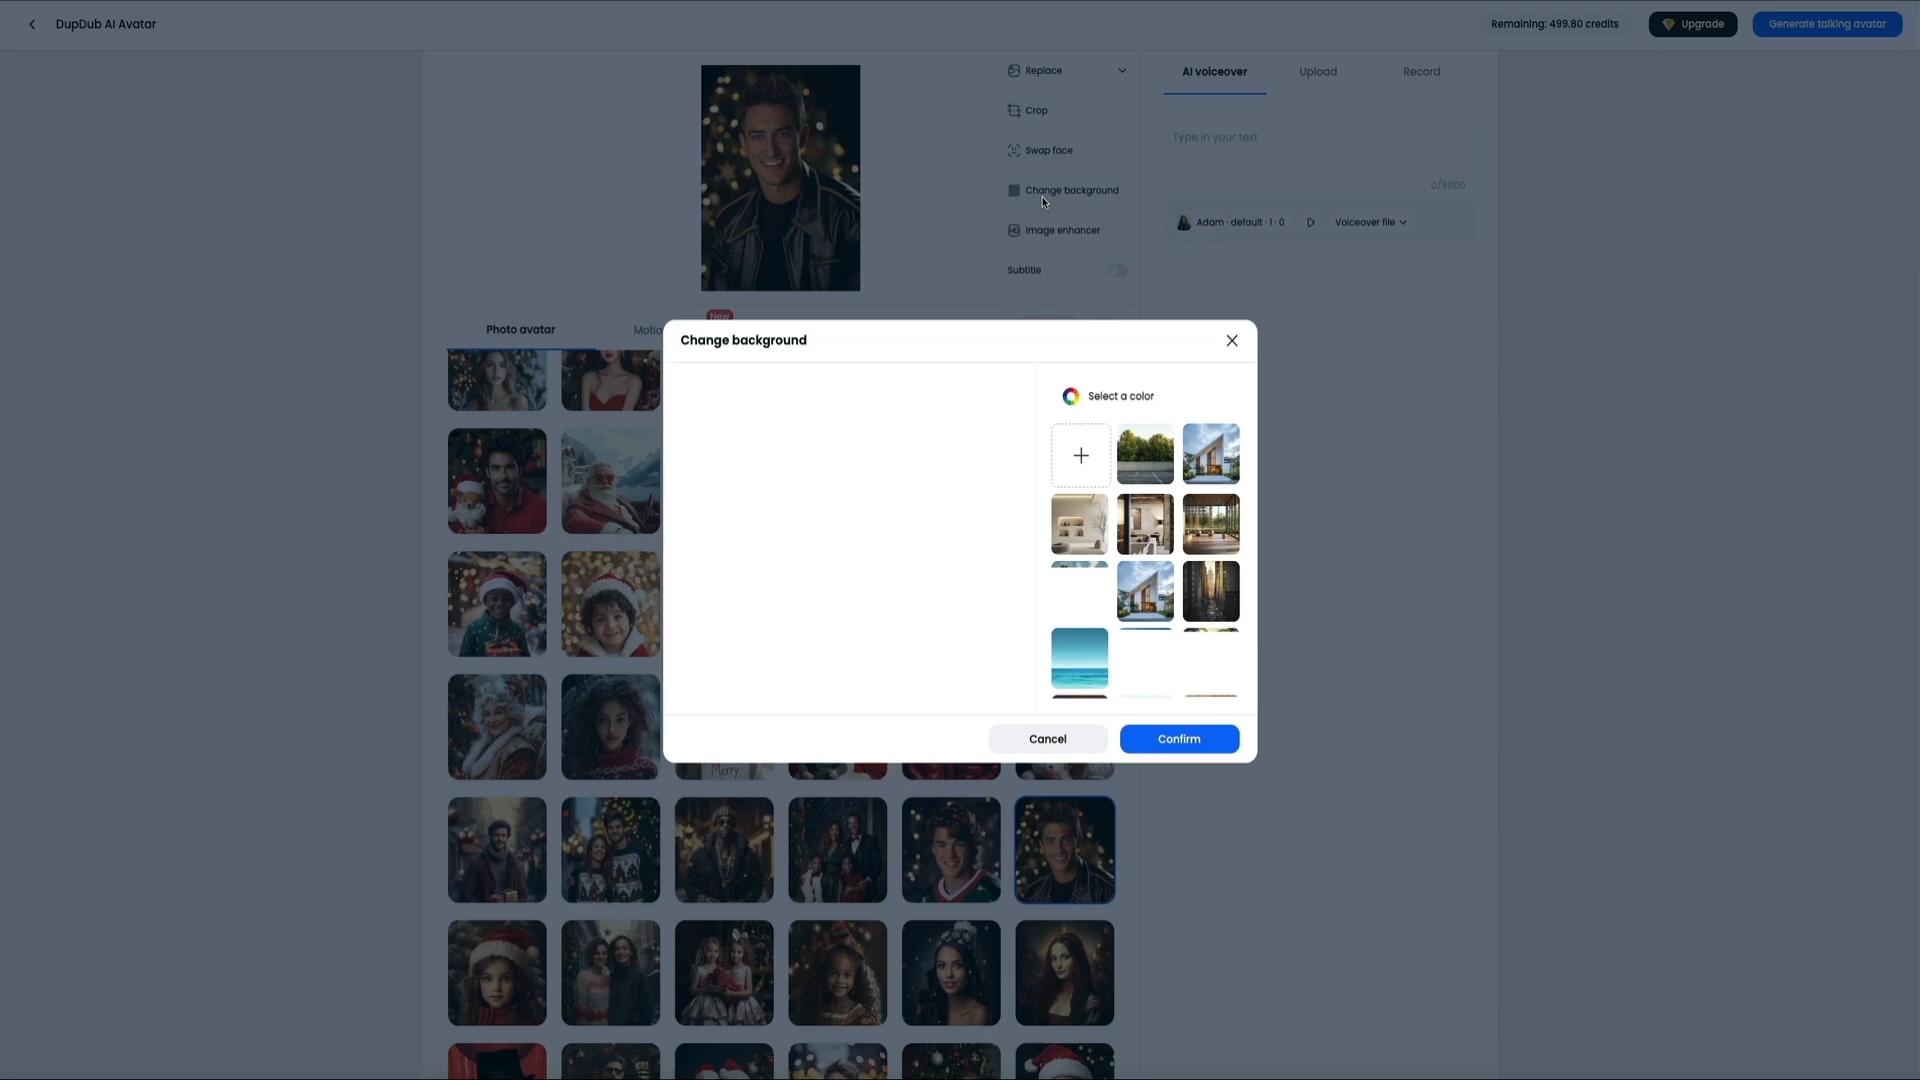 DupDub AI Avatar
Remaining: 499.80 credits
Upgrade
Generate talking avatar
Replace
Crop
Swap face
Change background
Image enhancer
Subtitle
AI voiceover
Upload
Record
Type in your text
0/3000
Adam · default · 1 · 0
Voiceover file
New
Photo avatar
Motio
Change background
Select a color
Cancel
Confirm
Merry